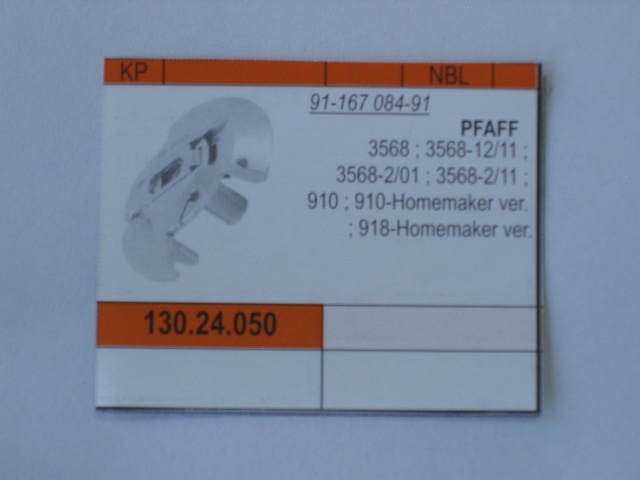 KP NBL
91-167 084-91
PFAFF
3568 ; 3568-12/11 ;
3568-2/01 ; 3568-2/11 ;
910 ; 910-Homemaker ver.
; 918-Homemaker ver.
130.24.050